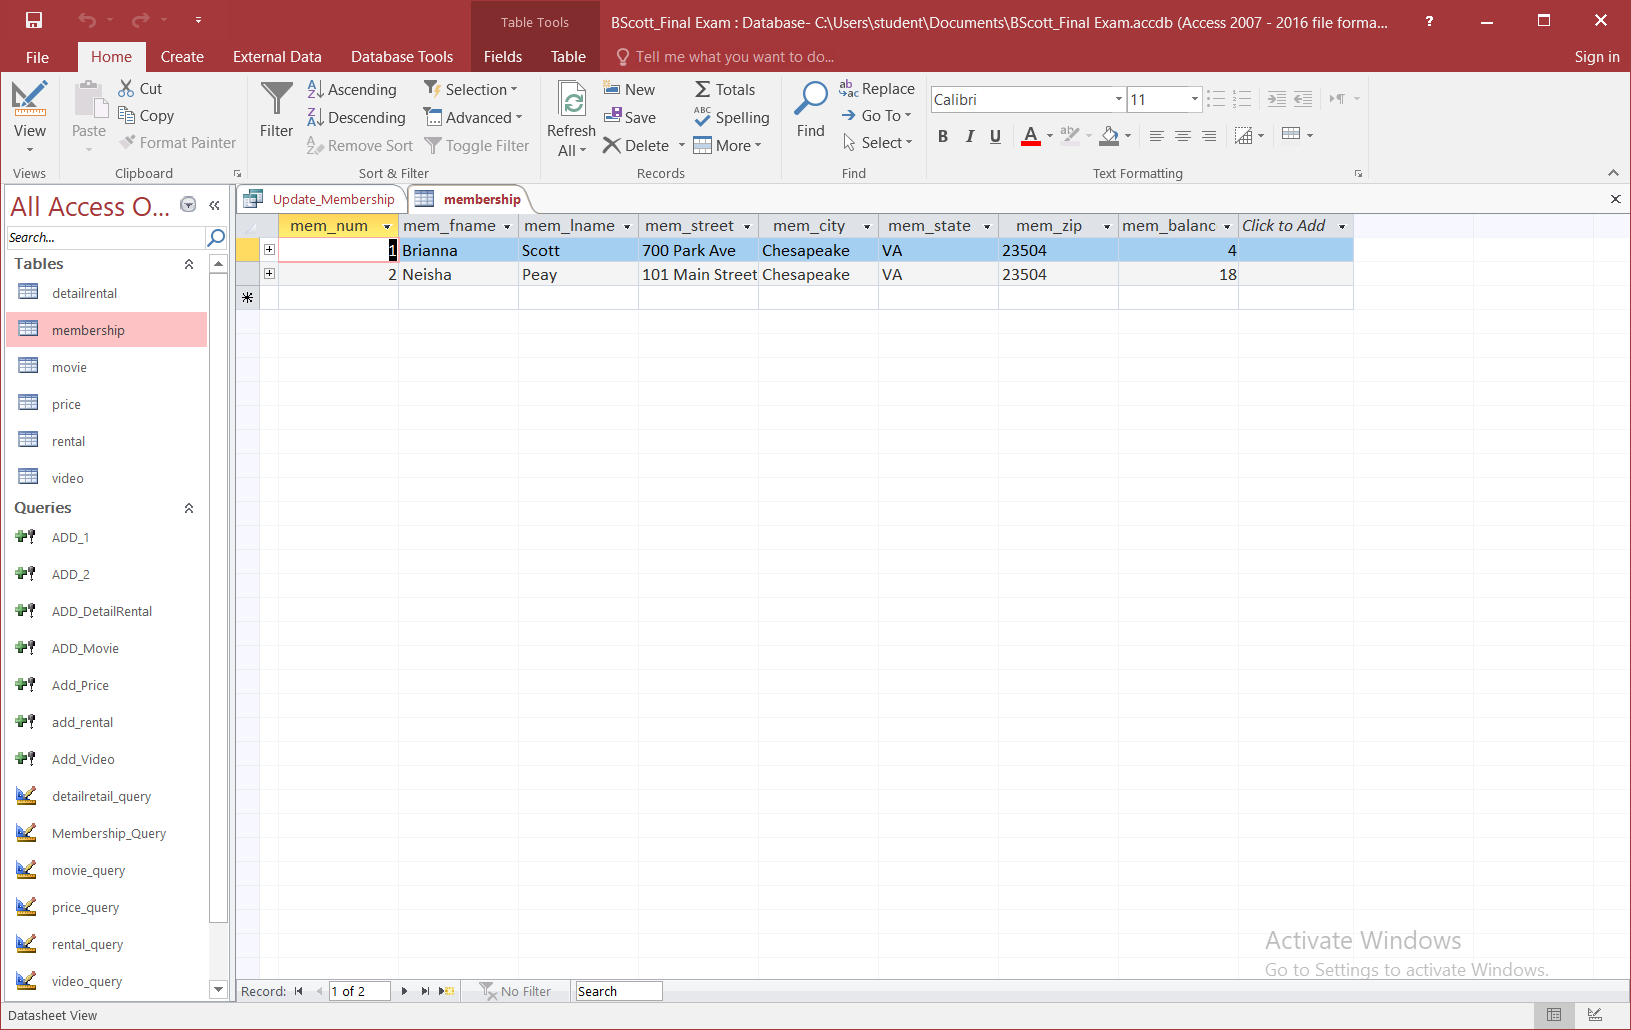 Table Tools
BScott_Final Exam : Database- C:\Users\student\Documents\BScott_Final Exam.accdb (Access 2007 - 2016 file forma...
?
File Home Create External Data Database Tools Fields Table Tell me what you want to do... Sign in
View
Views
Paste
Cut
Copy
Format Painter
Clipboard
Filter
Ascending
Descending
Remove Sort
Selection
Advanced
Toggle Filter
Sort & Filter
Refresh
All
New
Save
Delete
Totals
Spelling
More
Records
Find
Replace
Go To
Select
Find
Calibri 11
B I U A
Text Formatting
All Access O...
Search...
Tables
detailrental
membership
movie
price
rental
video
Queries
ADD_1
ADD_2
ADD_DetailRental
ADD_Movie
Add_Price
add_rental
Add_Video
detailretail_query
Membership_Query
movie_query
price_query
rental_query
video_query
Update_Membership membership
mem_num mem_fname mem_lname mem_street mem_city mem_state mem_zip mem_balanc Click to Add
1 Brianna Scott 700 Park Ave Chesapeake VA 23504 4
2 Neisha Peay 101 Main Street Chesapeake VA 23504 18
Activate Windows
Go to Settings to activate Windows.
Record: 1 of 2 No Filter Search
Datasheet View